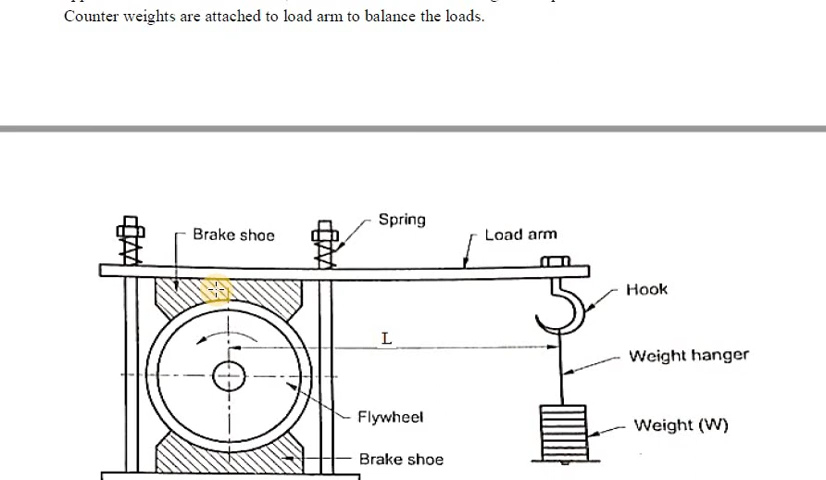 Counter weights are attached to load arm to balance the loads.
Spring
Brake shoe
Load arm
Hook
L
Weight hanger
Flywheel
Weight (W)
Brake shoe